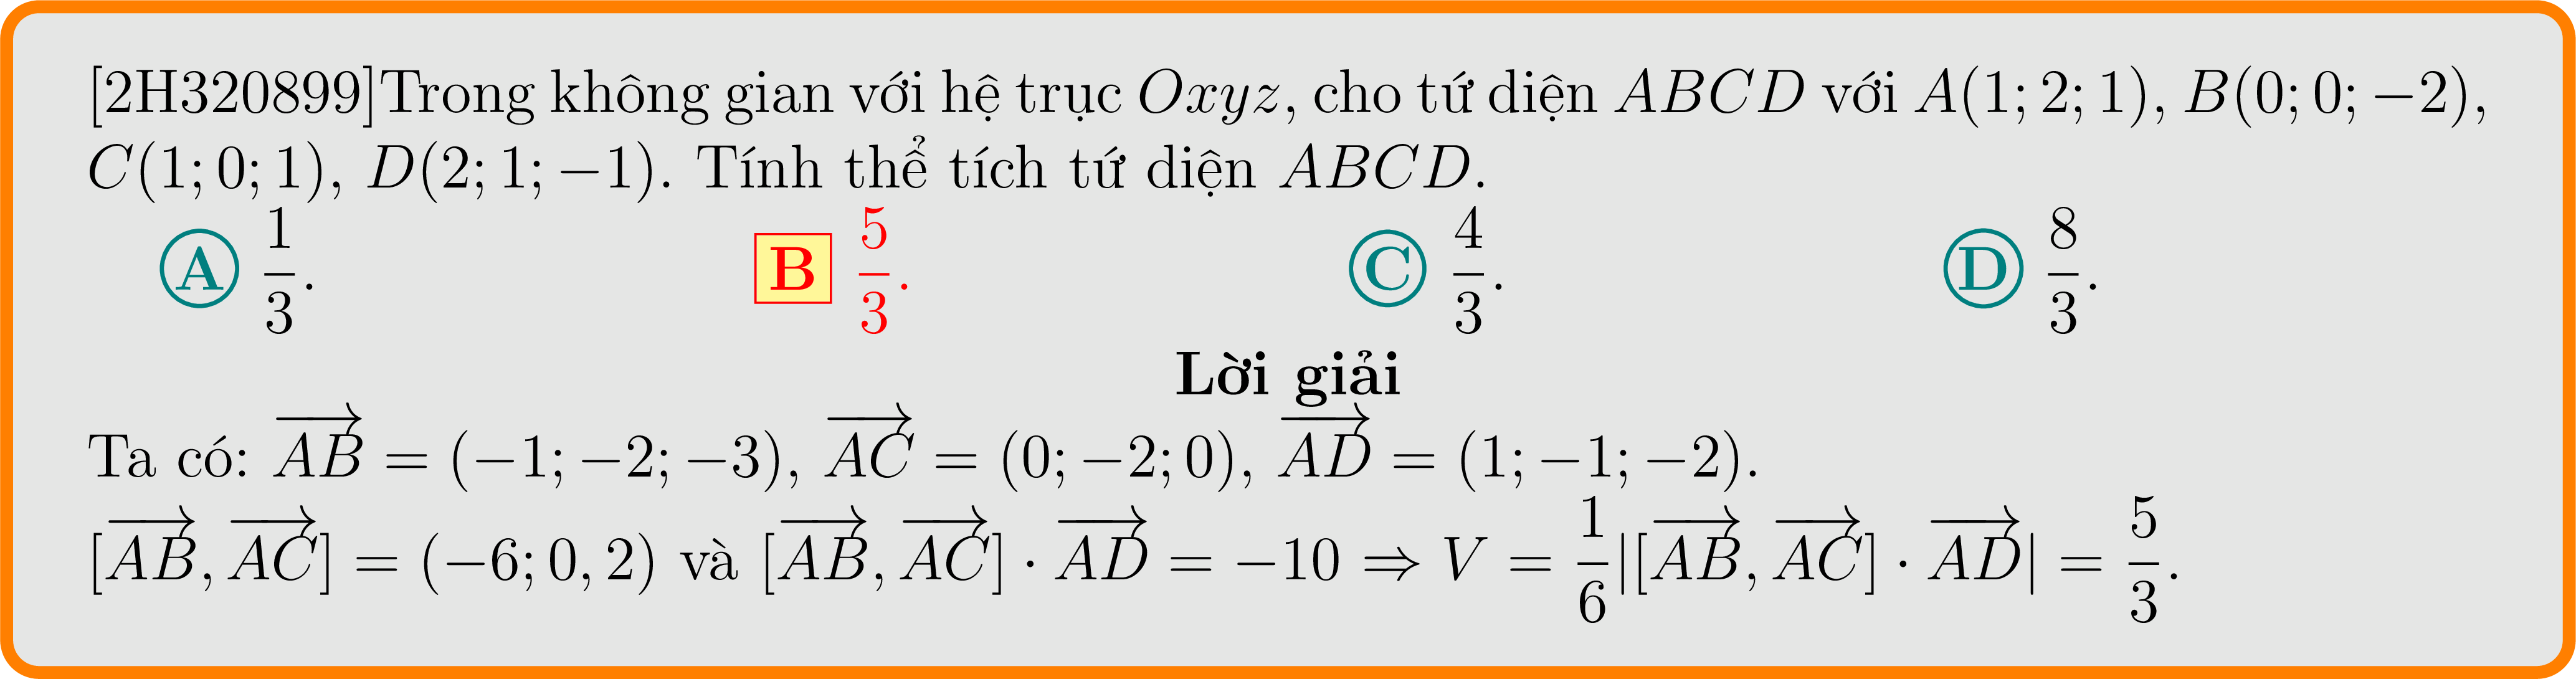 [2H320899]Trong không gian với hệ trục Oxyz, cho tứ diện ABCD với A(1; 2; 1), B(0; 0; −2),
C(1; 0; 1), D(2; 1; −1). Tính thể tích tứ diện ABCD.
A $\frac{1}{3}$. B $\frac{5}{3}$. C $\frac{4}{3}$. D $\frac{8}{3}$.
Lời giải
Ta có: $\overrightarrow{AB} = (-1; -2; -3)$, $\overrightarrow{AC} = (0; -2; 0)$, $\overrightarrow{AD} = (1; -1; -2)$.
$[\overrightarrow{AB}, \overrightarrow{AC}] = (-6; 0, 2)$ và $[\overrightarrow{AB}, \overrightarrow{AC}] \cdot \overrightarrow{AD} = -10 \Rightarrow V = \frac{1}{6}|[\overrightarrow{AB}, \overrightarrow{AC}] \cdot \overrightarrow{AD}| = \frac{5}{3}$.